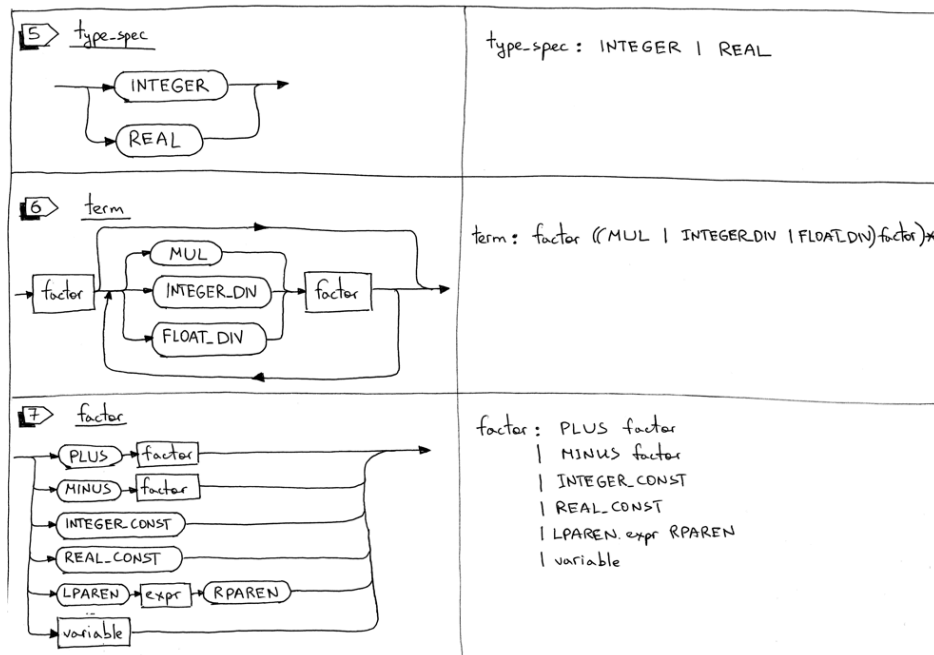 5 type_spec
INTEGER
REAL
type_spec : INTEGER | REAL
6 term
MUL
factor INTEGER_DIV factor
FLOAT_DIV
term : factor ((MUL | INTEGER_DIV | FLOAT_DIV) factor)*
7 factor
PLUS factor
MINUS factor
INTEGER_CONST
REAL_CONST
LPAREN expr RPAREN
variable
factor : PLUS factor
| MINUS factor
| INTEGER_CONST
| REAL_CONST
| LPAREN expr RPAREN
| variable